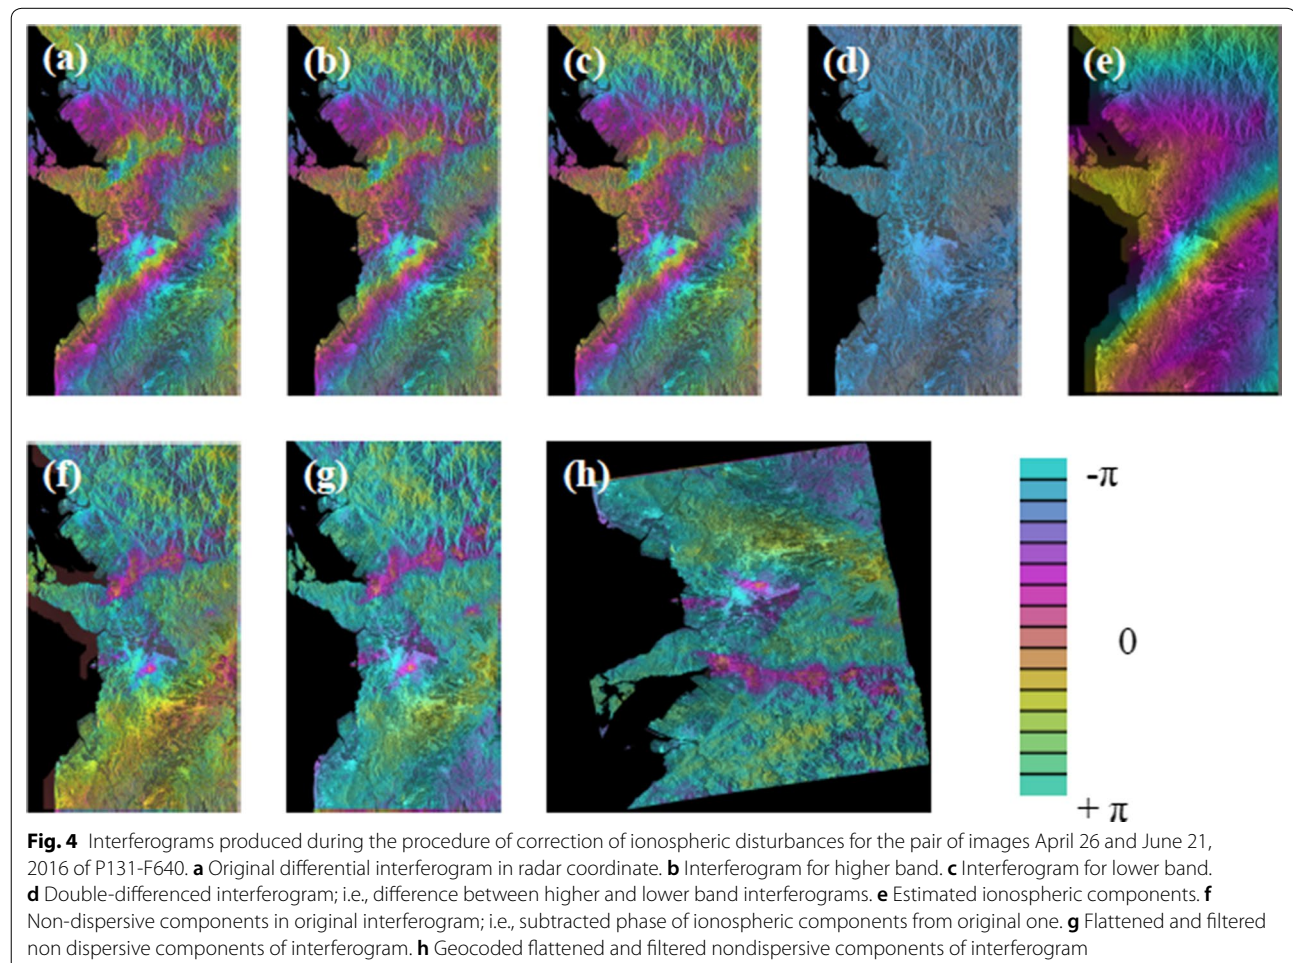 (a)
(b)
(c)
(d)
(e)
(f)
(g)
(h)
-π
0
+ π
Fig. 4 Interferograms produced during the procedure of correction of ionospheric disturbances for the pair of images April 26 and June 21,
2016 of P131-F640. a Original differential interferogram in radar coordinate. b Interferogram for higher band. c Interferogram for lower band.
d Double-differenced interferogram; i.e., difference between higher and lower band interferograms. e Estimated ionospheric components. f
Non-dispersive components in original interferogram; i.e., subtracted phase of ionospheric components from original one. g Flattened and filtered
non dispersive components of interferogram. h Geocoded flattened and filtered nondispersive components of interferogram